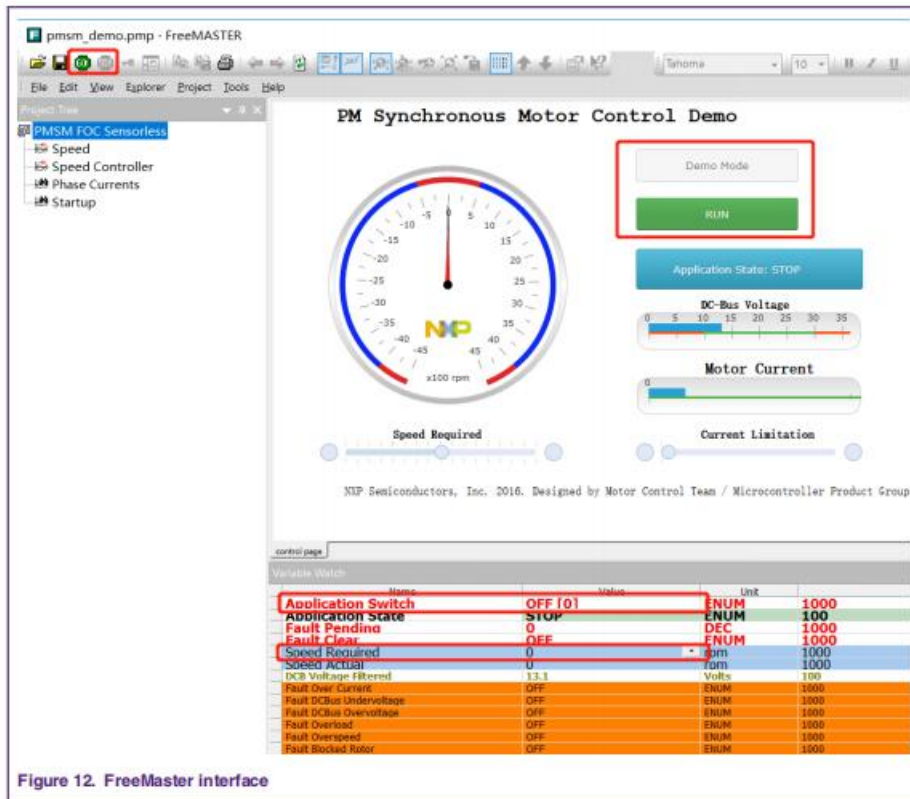 pmsm_demo.pmp - FreeMASTER
Tahoma 10 B I U
File Edit View Explorer Project Tools Help
Project Tree
PMSM FOC Sensorless
Speed
Speed Controller
Phase Currents
Startup
PM Synchronous Motor Control Demo
Demo Mode
RUN
Application State: STOP
-45 -40 -35 -30 -25 -20 -15 -10 -5 0 5 10 15 20 25 30 35 40 45
NXP
x100 rpm
DC-Bus Voltage
0 5 10 15 20 25 30 35
Motor Current
0
Speed Required
Current Limitation
NXP Semiconductors, Inc. 2016. Designed by Motor Control Team / Microcontroller Product Group
control page
Variable Watch
Name Value Unit
Application Switch OFF [0] ENUM 1000
Application State STOP ENUM 100
Fault Pending 0 DEC 1000
Fault Clear OFF ENUM 1000
Speed Required 0 rpm 1000
Speed Actual 0 rpm 1000
DCB Voltage Filtered 13.1 Volts 100
Fault Over Current OFF ENUM 1000
Fault DCBus Undervoltage OFF ENUM 1000
Fault DCBus Overvoltage OFF ENUM 1000
Fault Overload OFF ENUM 1000
Fault Overspeed OFF ENUM 1000
Fault Blocked Rotor OFF ENUM 1000
Figure 12. FreeMaster interface